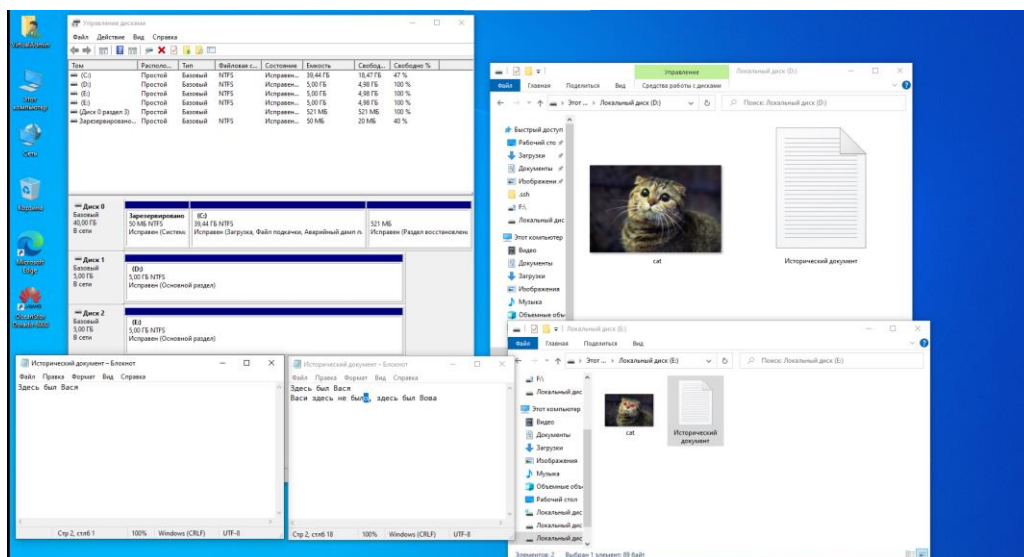 Управление дисками
Файл Действие Вид Справка
Том Располо... Тип Файловая с... Состояние Емкость Свобод... Свободно %
(C:) Простой Базовый NTFS Исправен... 39,44 ГБ 18,47 ГБ 47 %
(D:) Простой Базовый NTFS Исправен... 5,00 ГБ 4,98 ГБ 100 %
(E:) Простой Базовый NTFS Исправен... 5,00 ГБ 4,98 ГБ 100 %
(E:) Простой Базовый NTFS Исправен... 5,00 ГБ 4,98 ГБ 100 %
(Диск 0 раздел 3) Простой Базовый Исправен... 521 МБ 521 МБ 100 %
Зарезервировано... Простой Базовый NTFS Исправен... 50 МБ 20 МБ 40 %
Диск 0
Базовый
40,00 ГБ
В сети
Зарезервировано
50 МБ NTFS
Исправен (Система
(C:)
39,44 ГБ NTFS
Исправен (Загрузка, Файл подкачки, Аварийный дамп п
521 МБ
Исправен (Раздел восстановлен
Диск 1
Базовый
5,00 ГБ
В сети
(D:)
5,00 ГБ NTFS
Исправен (Основной раздел)
Диск 2
Базовый
5,00 ГБ
В сети
(E:)
5,00 ГБ NTFS
Исправен (Основной раздел)
Этот
компьютер
Сеть
Корзина
Microsoft
Edge
Управление
Локальный диск (D:)
Файл Главная Поделиться Вид Средства работы с дисками
Этот ... Локальный диск (D:)
Поиск: Локальный диск (D:)
Быстрый доступ
Рабочий сто
Загрузки
Документы
Изображени
.ssh
F:\
Локальный дис
Этот компьютер
Видео
Документы
Загрузки
Изображения
Музыка
Объемные объ
cat
Исторический документ
Локальный диск (E:)
Файл Главная Поделиться Вид
Этот ... Локальный диск (E:)
Поиск: Локальный диск (E:)
F:\
Локальный дис
Этот компьютер
Видео
Документы
Загрузки
Изображения
Музыка
Объемные объ
Рабочий стол
Локальный дис
Локальный дис
Локальный дис
cat
Исторический
документ
Элементов: 2 Выбран 1 элемент: 89 байт
Исторический документ – Блокнот
Файл Правка Формат Вид Справка
Здесь был Вася
Стр 2, стлб 1 100% Windows (CRLF) UTF-8
Исторический документ – Блокнот
Файл Правка Формат Вид Справка
Здесь был Вася
Васи здесь не было, здесь был Вова
Стр 2, стлб 18 100% Windows (CRLF) UTF-8